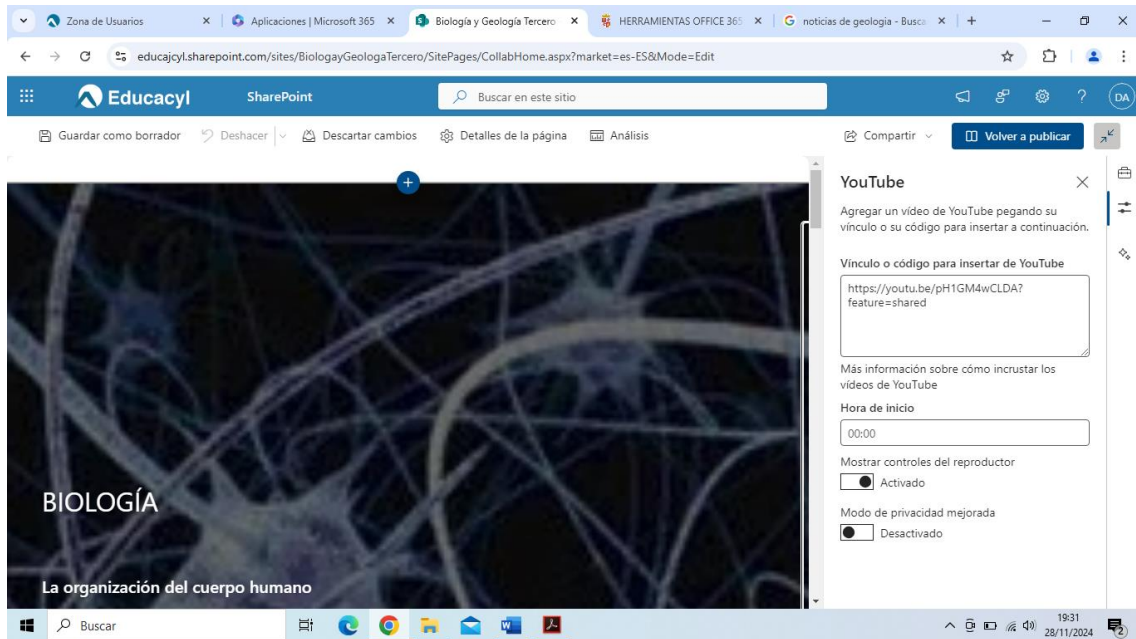 Zona de Usuarios
Aplicaciones | Microsoft 365
Biología y Geología Tercero
HERRAMIENTAS OFFICE 365
noticias de geologia - Busca
educajcyl.sharepoint.com/sites/BiologayGeologaTercero/SitePages/CollabHome.aspx?market=es-ES&Mode=Edit
Educacyl
SharePoint
Buscar en este sitio
DA
Guardar como borrador
Deshacer
Descartar cambios
Detalles de la página
Análisis
Compartir
Volver a publicar
BIOLOGÍA
La organización del cuerpo humano
YouTube
Agregar un vídeo de YouTube pegando su
vínculo o su código para insertar a continuación.
Vínculo o código para insertar de YouTube
https://youtu.be/pH1GM4wCLDA?
feature=shared
Más información sobre cómo incrustar los
vídeos de YouTube
Hora de inicio
00:00
Mostrar controles del reproductor
Activado
Modo de privacidad mejorada
Desactivado
Buscar
19:31
28/11/2024
2